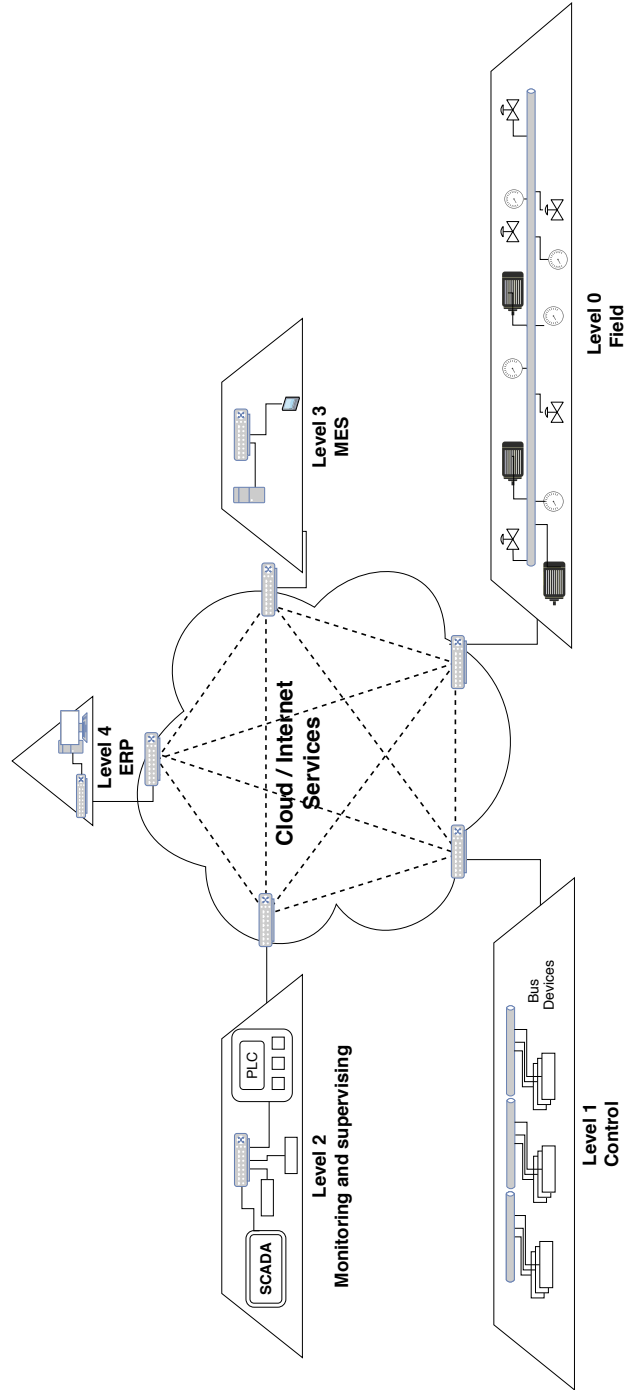 Level 4
ERP
Level 3
MES
Cloud / Internet
Services
SCADA
PLC
Level 2
Monitoring and supervising
Bus
Devices
Level 1
Control
Level 0
Field